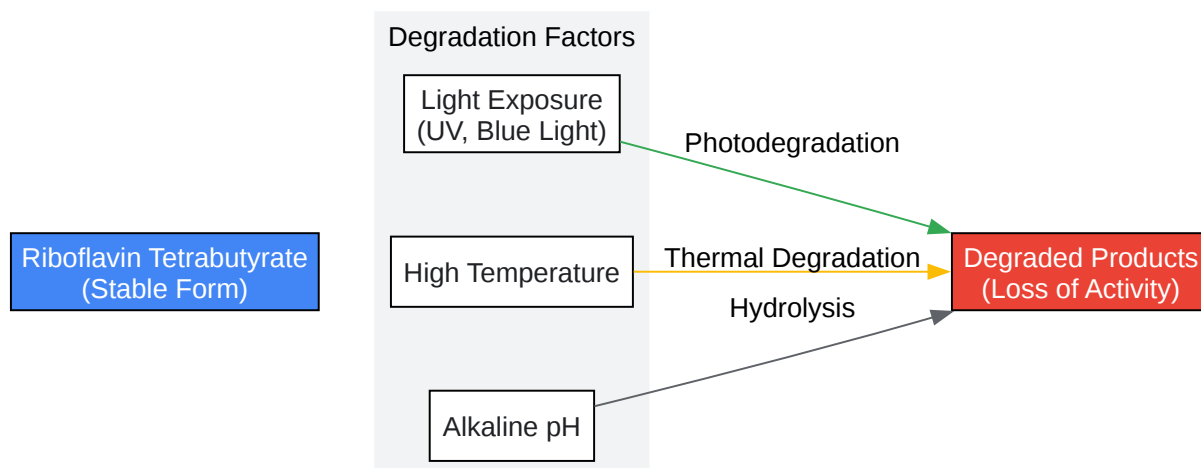 Degradation Factors
Light Exposure
(UV, Blue Light)
Photodegradation
Riboflavin Tetrabutyrate
(Stable Form)
High Temperature
Thermal Degradation
Degraded Products
(Loss of Activity)
Hydrolysis
Alkaline pH